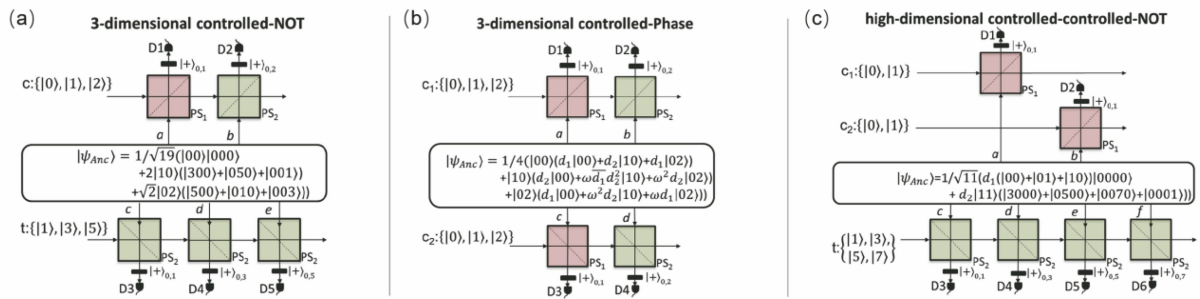 (a) 3-dimensional controlled-NOT
D1 D2
|+⟩0,1 |+⟩0,2
c:{|0⟩, |1⟩, |2⟩}
PS1 PS2
a b
|ψAnc⟩ = 1/√19(|00⟩|000⟩
+2|10⟩(|300⟩+|050⟩+|001⟩)
+√2|02⟩(|500⟩+|010⟩+|003⟩))
c d e
t:{|1⟩, |3⟩, |5⟩}
PS2 PS2 PS2
|+⟩0,1 |+⟩0,3 |+⟩0,5
D3 D4 D5
(b) 3-dimensional controlled-Phase
D1 D2
|+⟩0,1 |+⟩0,2
c1:{|0⟩, |1⟩, |2⟩}
PS1 PS2
a b
|ψAnc⟩ = 1/4(|00⟩(d1|00⟩+d2|10⟩+d1|02⟩)
+|10⟩(d2|00⟩+ωd̅1d2²|10⟩+ω²d2|02⟩)
+|02⟩(d1|00⟩+ω²d2|10⟩+ωd1|02⟩))
c d
c2:{|0⟩, |1⟩, |2⟩}
PS1 PS2
|+⟩0,1 |+⟩0,2
D3 D4
(c) high-dimensional controlled-controlled-NOT
D1
|+⟩0,1
c1:{|0⟩, |1⟩}
PS1
D2
|+⟩0,1
c2:{|0⟩, |1⟩}
PS1
a b
|ψAnc⟩=1/√11(d1(|00⟩+|01⟩+|10⟩)|0000⟩
+ d2|11⟩(|3000⟩+|0500⟩+|0070⟩+|0001⟩))
c d e f
t:{|1⟩, |3⟩,
|5⟩, |7⟩}
PS2 PS2 PS2 PS2
|+⟩0,1 |+⟩0,3 |+⟩0,5 |+⟩0,7
D3 D4 D5 D6